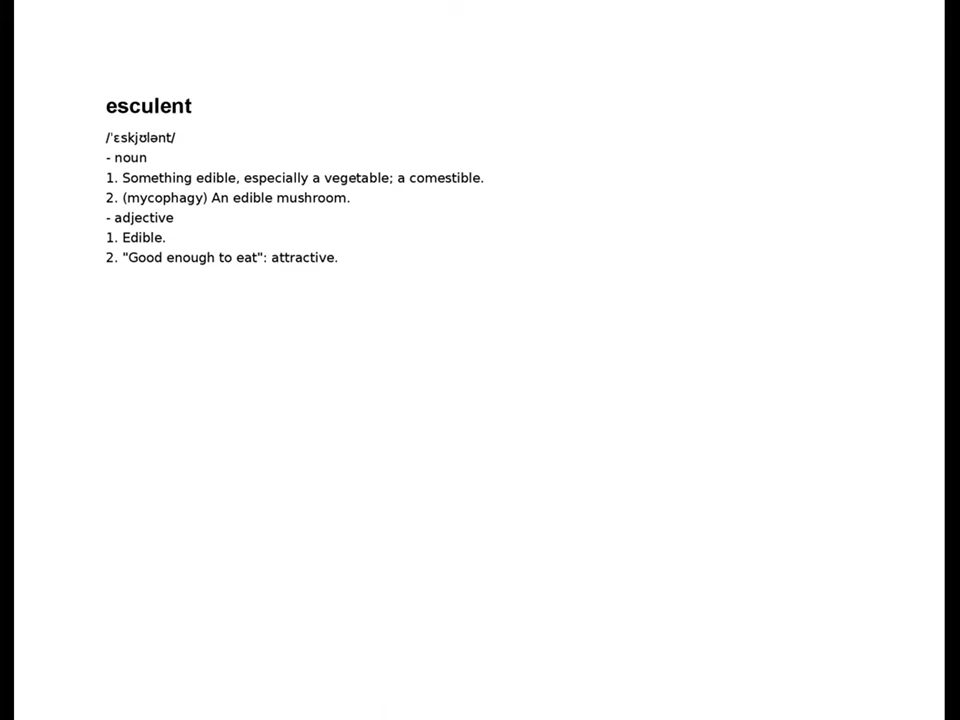 esculent
/ˈɛskjʊlənt/
- noun
1. Something edible, especially a vegetable; a comestible.
2. (mycophagy) An edible mushroom.
- adjective
1. Edible.
2. "Good enough to eat": attractive.